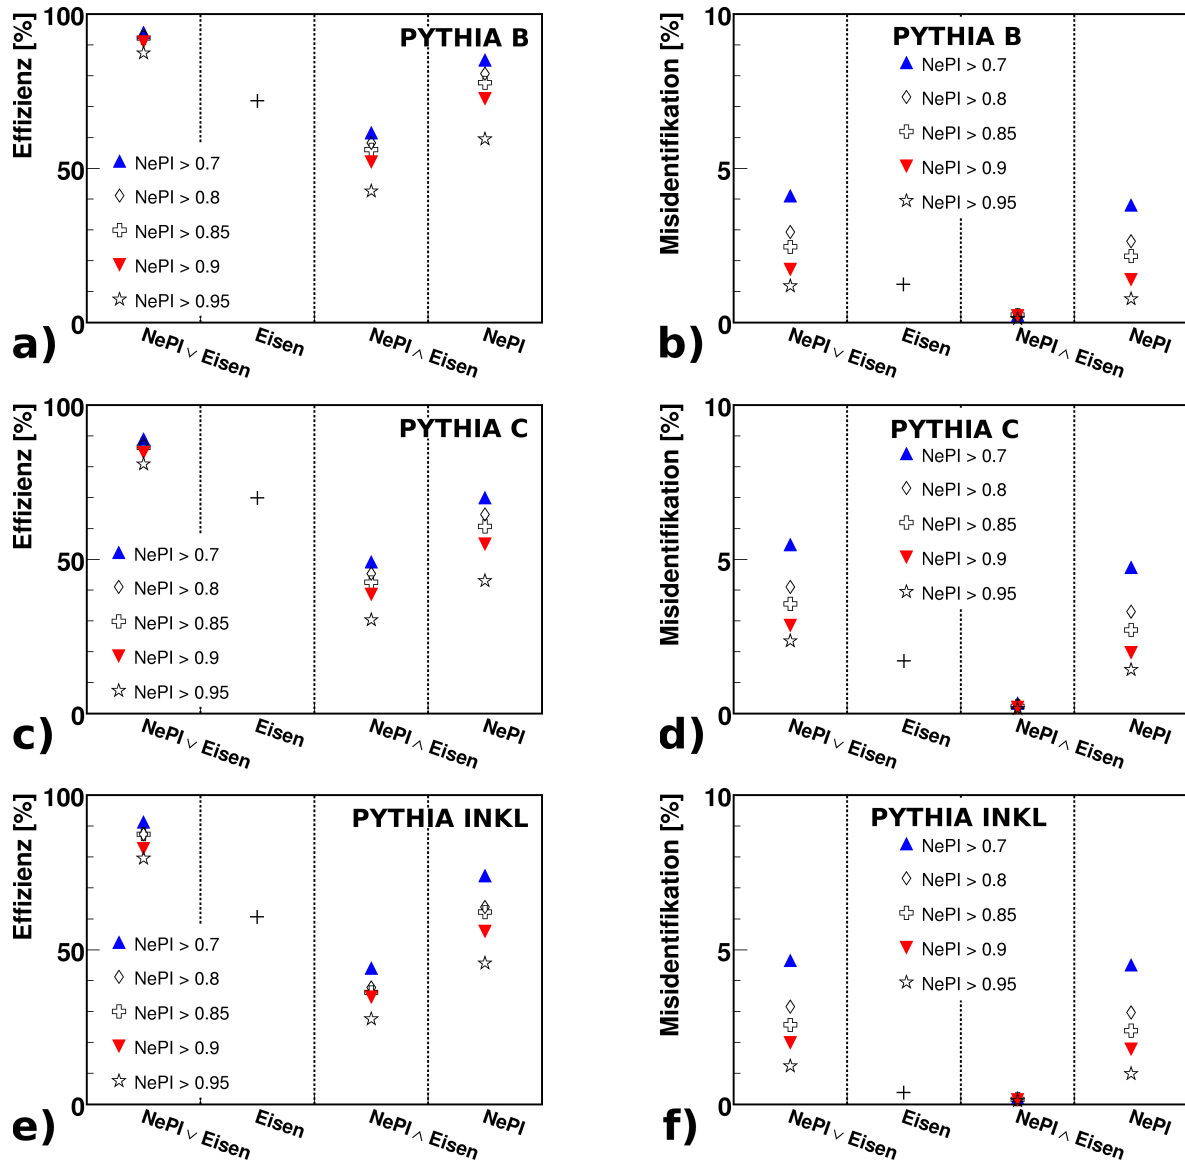 Effizienz [%]
100
50
0
PYTHIA B
NePI > 0.7
NePI > 0.8
NePI > 0.85
NePI > 0.9
NePI > 0.95
a)
NePI ∨ Eisen
Eisen
NePI ∧ Eisen
NePI
Misidentifikation [%]
10
5
0
PYTHIA B
NePI > 0.7
NePI > 0.8
NePI > 0.85
NePI > 0.9
NePI > 0.95
b)
NePI ∨ Eisen
Eisen
NePI ∧ Eisen
NePI
Effizienz [%]
100
50
0
PYTHIA C
NePI > 0.7
NePI > 0.8
NePI > 0.85
NePI > 0.9
NePI > 0.95
c)
NePI ∨ Eisen
Eisen
NePI ∧ Eisen
NePI
Misidentifikation [%]
10
5
0
PYTHIA C
NePI > 0.7
NePI > 0.8
NePI > 0.85
NePI > 0.9
NePI > 0.95
d)
NePI ∨ Eisen
Eisen
NePI ∧ Eisen
NePI
Effizienz [%]
100
50
0
PYTHIA INKL
NePI > 0.7
NePI > 0.8
NePI > 0.85
NePI > 0.9
NePI > 0.95
e)
NePI ∨ Eisen
Eisen
NePI ∧ Eisen
NePI
Misidentifikation [%]
10
5
0
PYTHIA INKL
NePI > 0.7
NePI > 0.8
NePI > 0.85
NePI > 0.9
NePI > 0.95
f)
NePI ∨ Eisen
Eisen
NePI ∧ Eisen
NePI